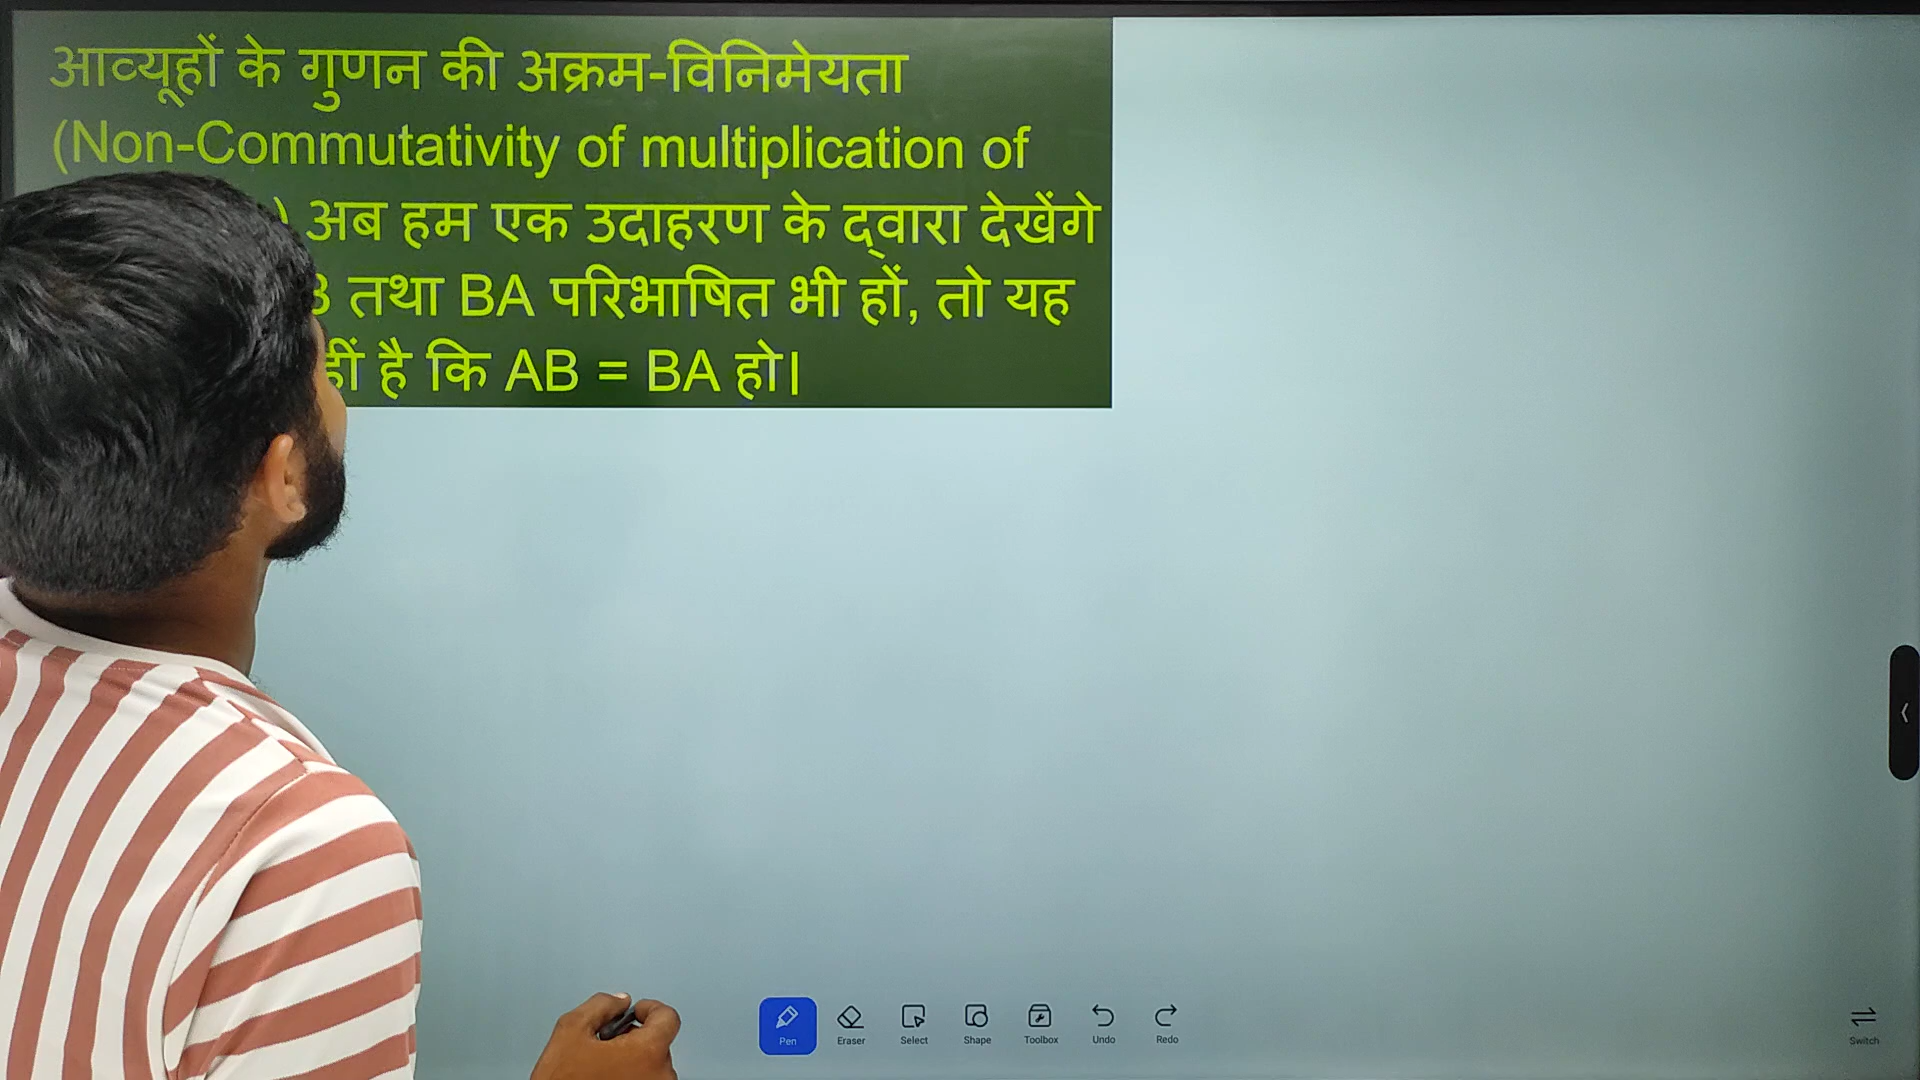 आव्यूहों के गुणन की अक्रम-विनिमेयता
(Non-Commutativity of multiplication of
) अब हम एक उदाहरण के द्वारा देखेंगे
तथा BA परिभाषित भी हों, तो यह
है कि AB = BA हो।
Pen
Eraser
Select
Shape
Toolbox
Undo
Redo
Switch